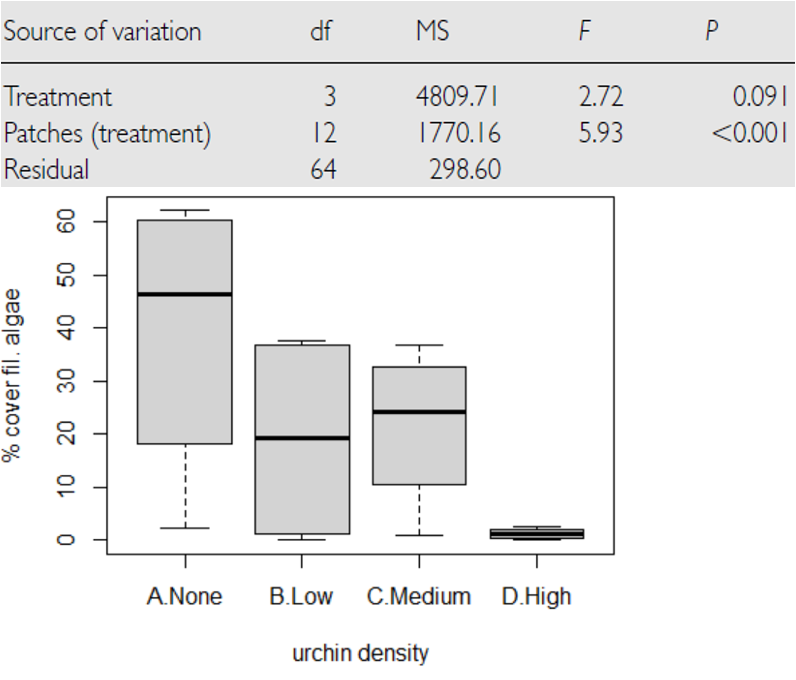 Source of variation df MS F P
Treatment 3 4809.71 2.72 0.091
Patches (treatment) 12 1770.16 5.93 <0.001
Residual 64 298.60
% cover fil. algae
60
50
40
30
20
10
0
A.None B.Low C.Medium D.High
urchin density